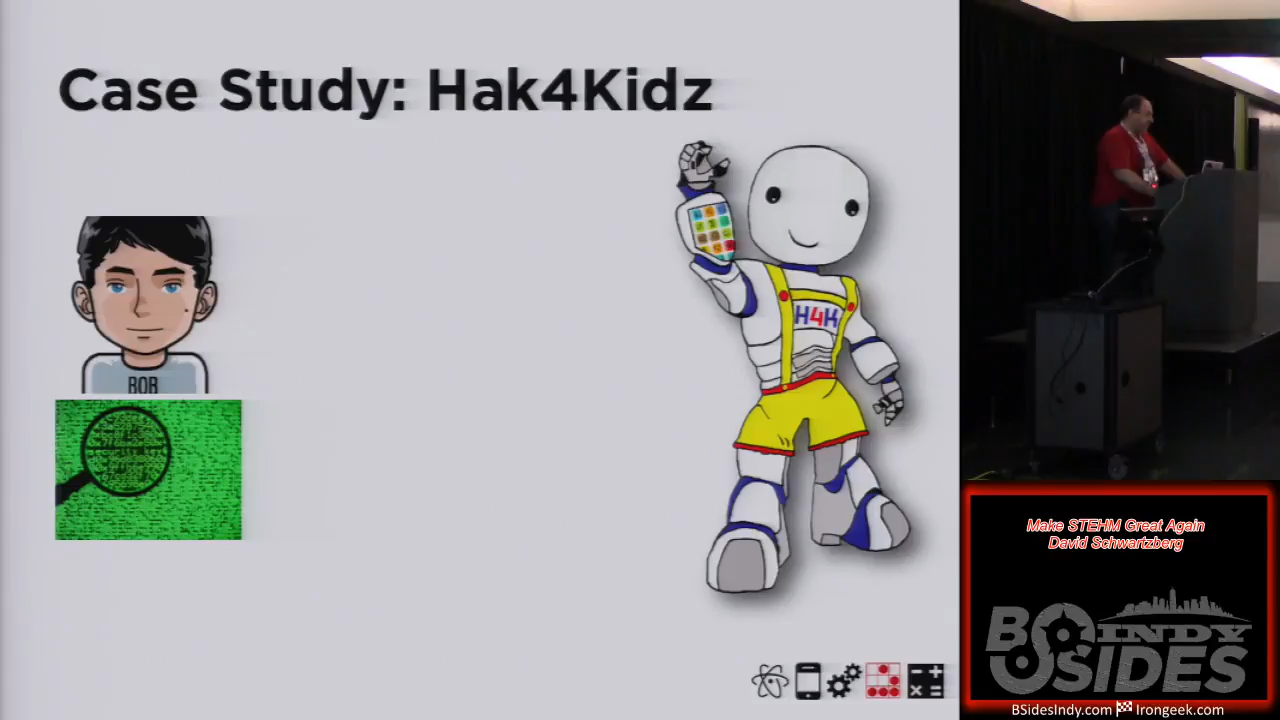 Case Study: Hak4Kidz
H4K
BOB
Make STEHM Great Again
David Schwartzberg
BSIDES
INDY
BSidesIndy.com Irongeek.com